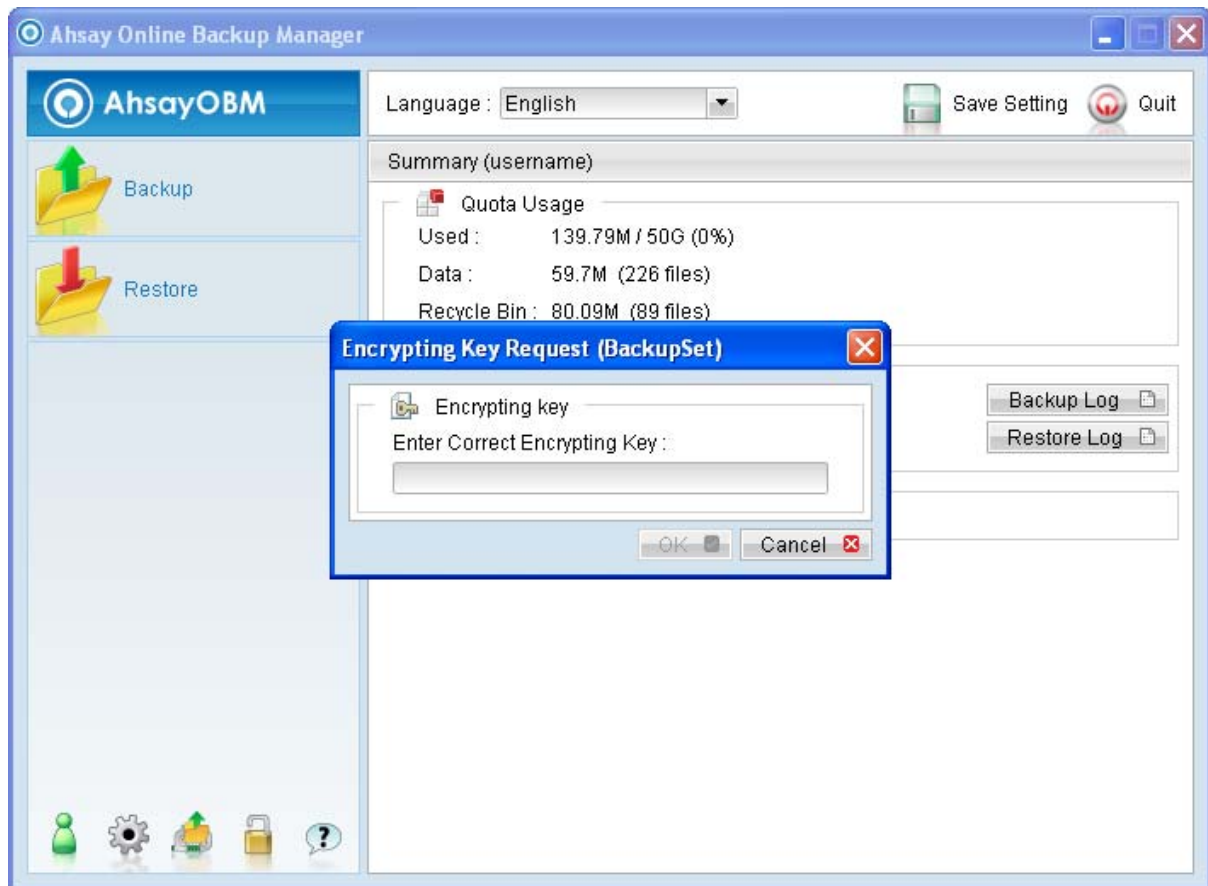 Ahsay Online Backup Manager
AhsayOBM
Language : English
Save Setting
Quit
Backup
Restore
Summary (username)
Quota Usage
Used : 139.79M / 50G (0%)
Data : 59.7M (226 files)
Recycle Bin : 80.09M (89 files)
Backup Log
Restore Log
Encrypting Key Request (BackupSet)
Encrypting key
Enter Correct Encrypting Key :
OK
Cancel